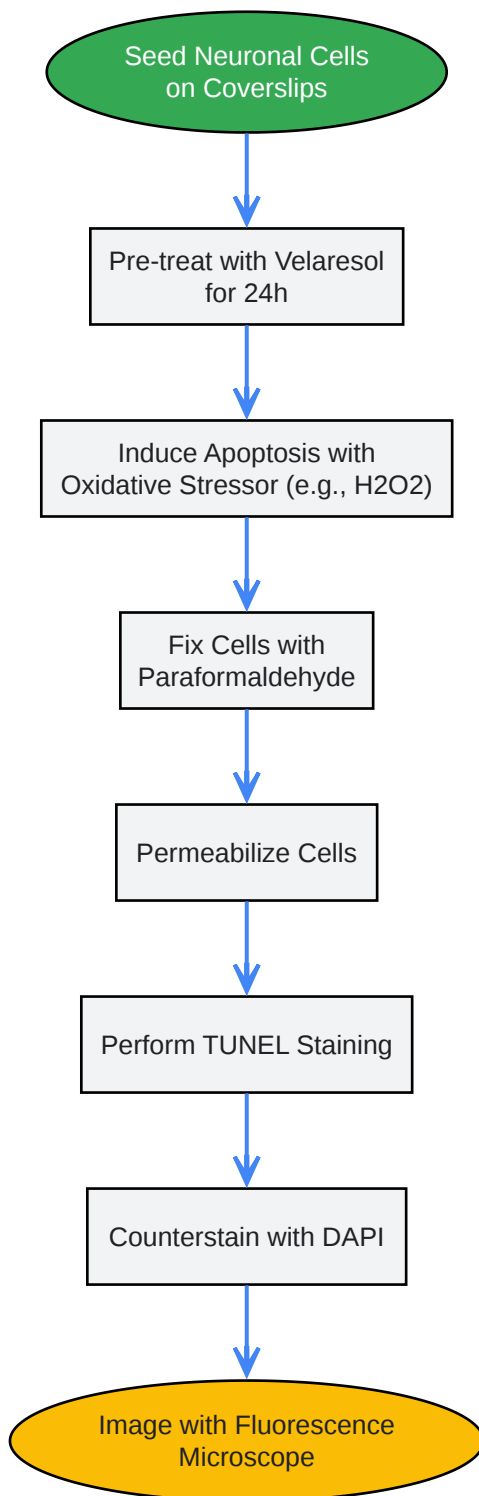 Seed Neuronal Cells
on Coverslips
Pre-treat with Velaresol
for 24h
Induce Apoptosis with
Oxidative Stressor (e.g., H2O2)
Fix Cells with
Paraformaldehyde
Permeabilize Cells
Perform TUNEL Staining
Counterstain with DAPI
Image with Fluorescence
Microscope